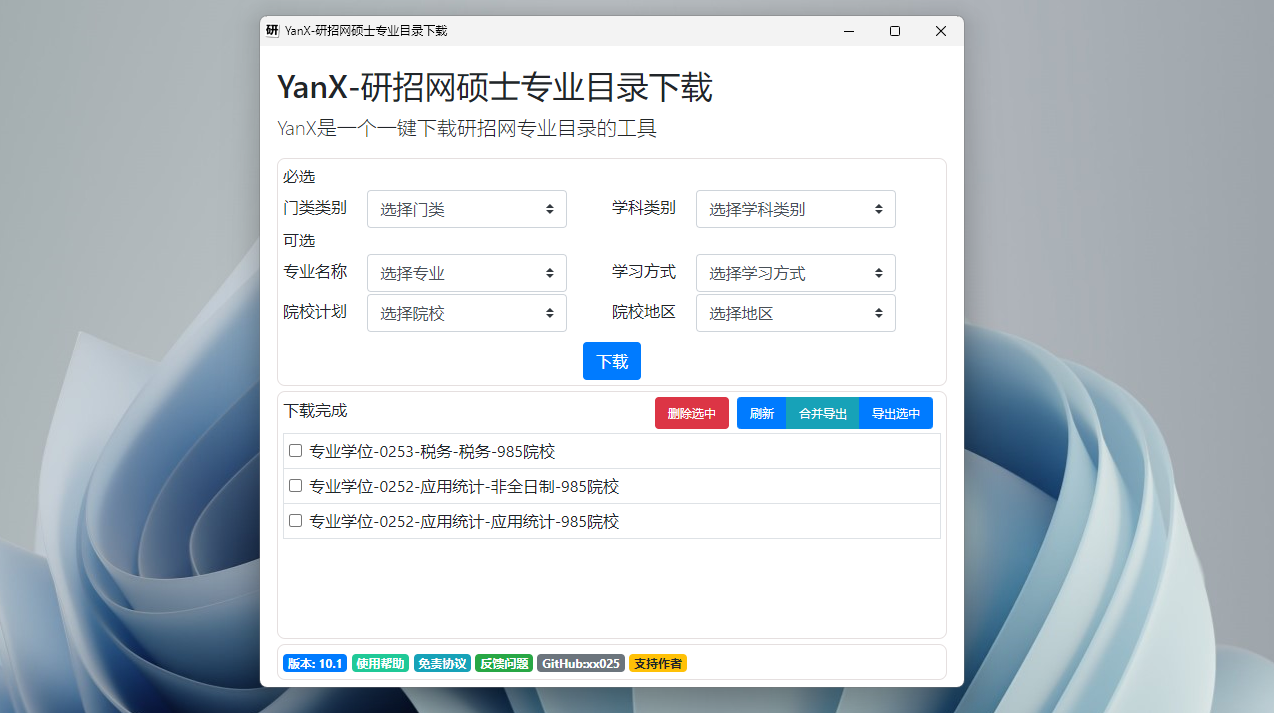 研 YanX-研招网硕士专业目录下载
YanX-研招网硕士专业目录下载
YanX是一个一键下载研招网专业目录的工具
必选
门类类别 选择门类 学科类别 选择学科类别
可选
专业名称 选择专业 学习方式 选择学习方式
院校计划 选择院校 院校地区 选择地区
下载
下载完成 删除选中 刷新 合并导出 导出选中
专业学位-0253-税务-税务-985院校
专业学位-0252-应用统计-非全日制-985院校
专业学位-0252-应用统计-应用统计-985院校
版本: 10.1 使用帮助 免责协议 反馈问题 GitHub:xx025 支持作者